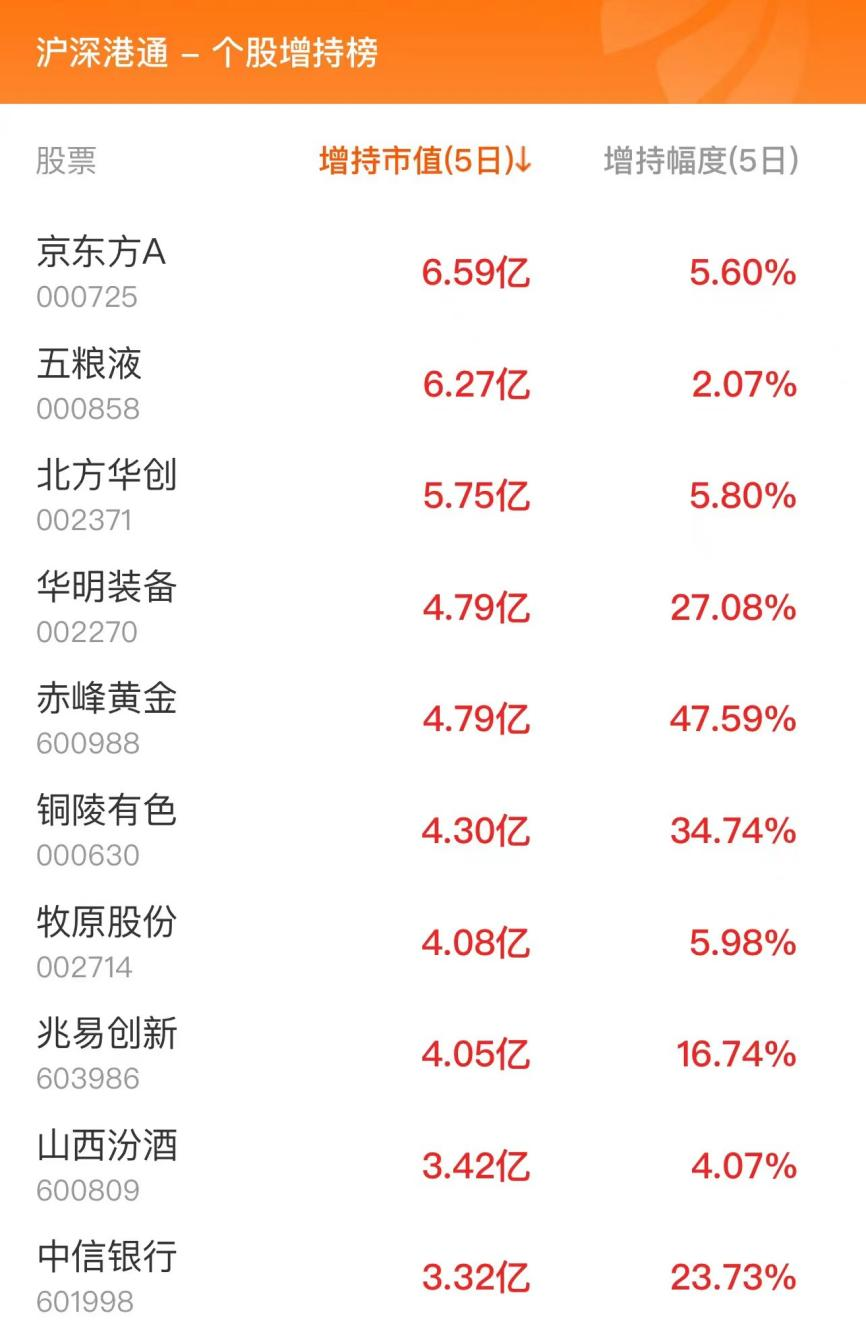 沪深港通 – 个股增持榜
股票 增持市值(5日)↓ 增持幅度(5日)
京东方A
6.59亿 5.60%
000725
五粮液
6.27亿 2.07%
000858
北方华创
5.75亿 5.80%
002371
华明装备
4.79亿 27.08%
002270
赤峰黄金
4.79亿 47.59%
600988
铜陵有色
4.30亿 34.74%
000630
牧原股份
4.08亿 5.98%
002714
兆易创新
4.05亿 16.74%
603986
山西汾酒
3.42亿 4.07%
600809
中信银行
3.32亿 23.73%
601998